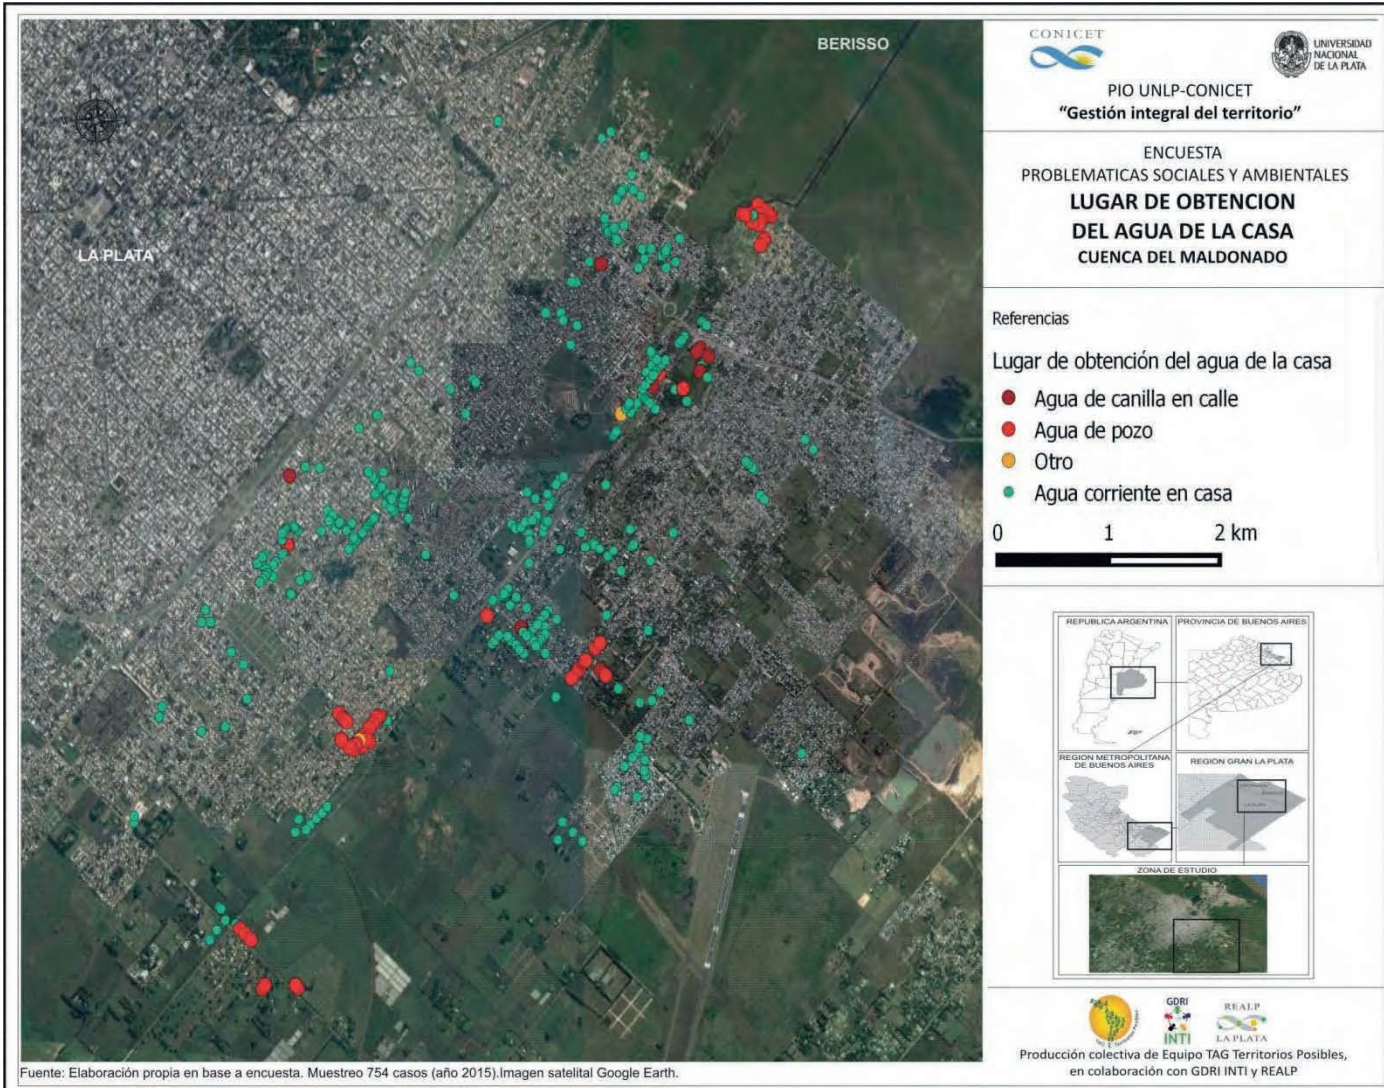 BERISSO
LA PLATA
CONICET
UNIVERSIDAD
NACIONAL
DE LA PLATA
PIO UNLP-CONICET
“Gestión integral del territorio”
ENCUESTA
PROBLEMATICAS SOCIALES Y AMBIENTALES
LUGAR DE OBTENCION
DEL AGUA DE LA CASA
CUENCA DEL MALDONADO
Referencias
Lugar de obtención del agua de la casa
Agua de canilla en calle
Agua de pozo
Otro
Agua corriente en casa
0 1 2 km
REPUBLICA ARGENTINA
PROVINCIA DE BUENOS AIRES
REGION METROPOLITANA
DE BUENOS AIRES
REGION GRAN LA PLATA
ZONA DE ESTUDIO
GDRI
INTI
REALP
LA PLATA
Producción colectiva de Equipo TAG Territorios Posibles,
en colaboración con GDRI INTI y REALP
Fuente: Elaboración propia en base a encuesta. Muestreo 754 casos (año 2015).Imagen satelital Google Earth.